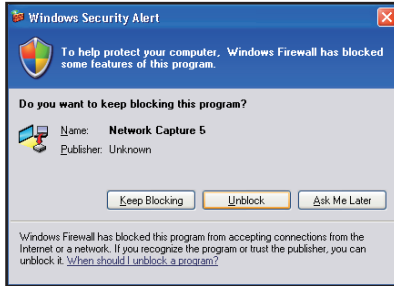 Windows Security Alert
To help protect your computer, Windows Firewall has blocked
some features of this program.
Do you want to keep blocking this program?
Name: Network Capture 5
Publisher: Unknown
Keep Blocking Unblock Ask Me Later
Windows Firewall has blocked this program from accepting connections from the
Internet or a network. If you recognize the program or trust the publisher, you can
unblock it. When should I unblock a program?